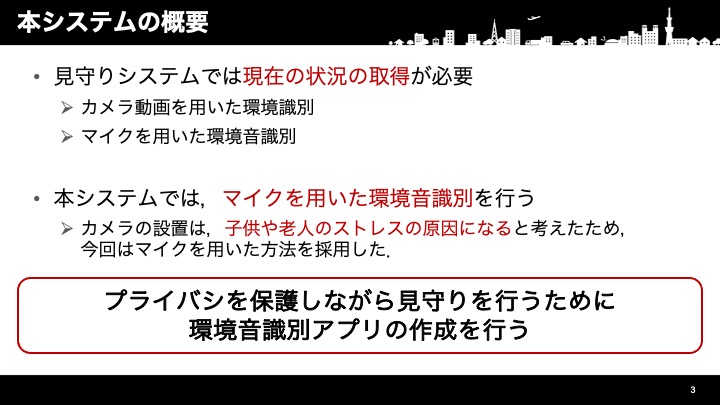 本システムの概要
• 見守りシステムでは現在の状況の取得が必要
➢ カメラ動画を用いた環境識別
➢ マイクを用いた環境音識別
• 本システムでは，マイクを用いた環境音識別を行う
➢ カメラの設置は，子供や老人のストレスの原因になると考えたため，
今回はマイクを用いた方法を採用した．
プライバシを保護しながら見守りを行うために
環境音識別アプリの作成を行う
3